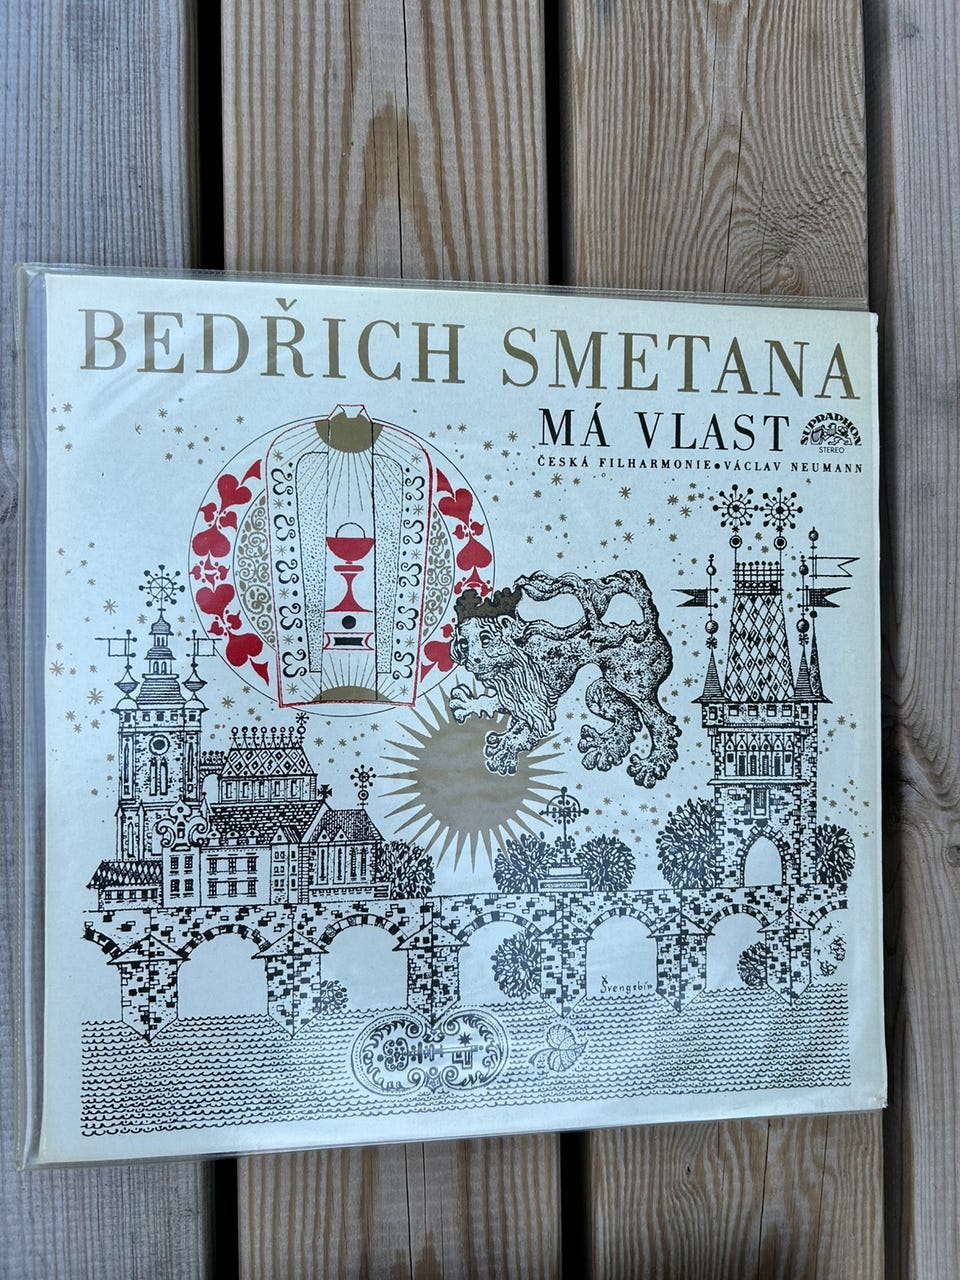 BEDŘICH SMETANA
MÁ VLAST
SUPRAPHON
STEREO
ČESKÁ FILHARMONIE • VÁCLAV NEUMANN
Švengsbír